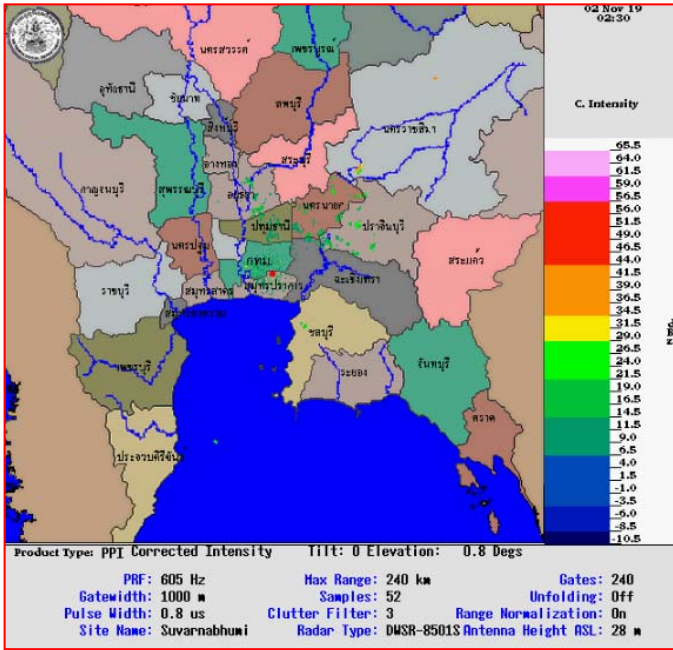 02 Nov 19
02:30
C. Intensity
65.5
64.0
61.5
59.0
56.5
56.0
51.5
49.0
46.5
44.0
41.5
39.0
36.5
34.0
31.5
29.0
26.5
24.0
21.5
19.0
16.5
14.0
11.5
9.0
6.5
4.0
1.5
-1.0
-3.5
-6.0
-8.5
-10.5
นครสวรรค์
เพชรบูรณ์
อุทัยธานี
ชัยนาท
ลพบุรี
สิงห์บุรี
นครราชสีมา
อ่างทอง
สระบุรี
กาญจนบุรี
สุพรรณบุรี
นครนายก
ปทุมธานี
ปราจีนบุรี
นครปฐม
กทม.
สระแก้ว
ราชบุรี
สมุทรสาคร
สมุทรปราการ
ฉะเชิงเทรา
ชลบุรี
เพชรบุรี
ระยอง
จันทบุรี
ตราด
ประจวบคีรีขันธ์
Product Type: PPI Corrected Intensity Tilt: 0 Elevation: 0.8 Degs
PRF: 605 Hz Max Range: 240 km Gates: 240
Gatewidth: 1000 m Samples: 52 Unfolding: Off
Pulse Width: 0.8 us Clutter Filter: 3 Range Normalization: On
Site Name: Suvarnabhumi Radar Type: DWSR-8501S Antenna Height ASL: 28 m